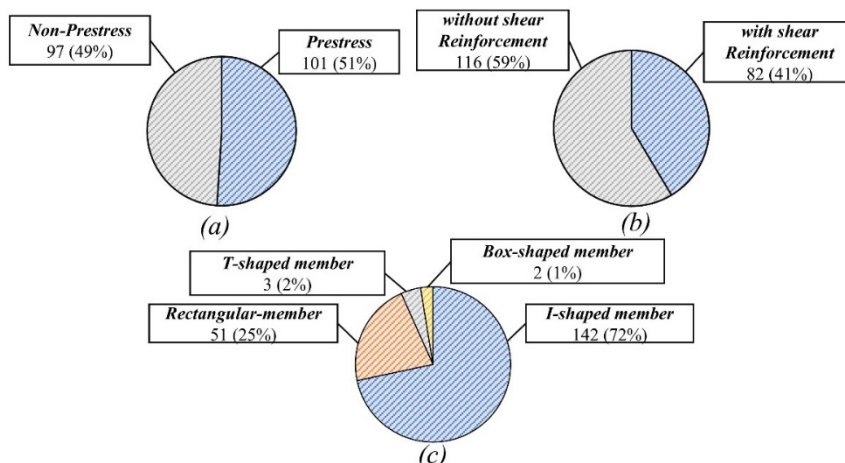 Non-Prestress
97 (49%)
Prestress
101 (51%)
(a)
without shear
Reinforcement
116 (59%)
with shear
Reinforcement
82 (41%)
(b)
T-shaped member
3 (2%)
Box-shaped member
2 (1%)
Rectangular-member
51 (25%)
I-shaped member
142 (72%)
(c)